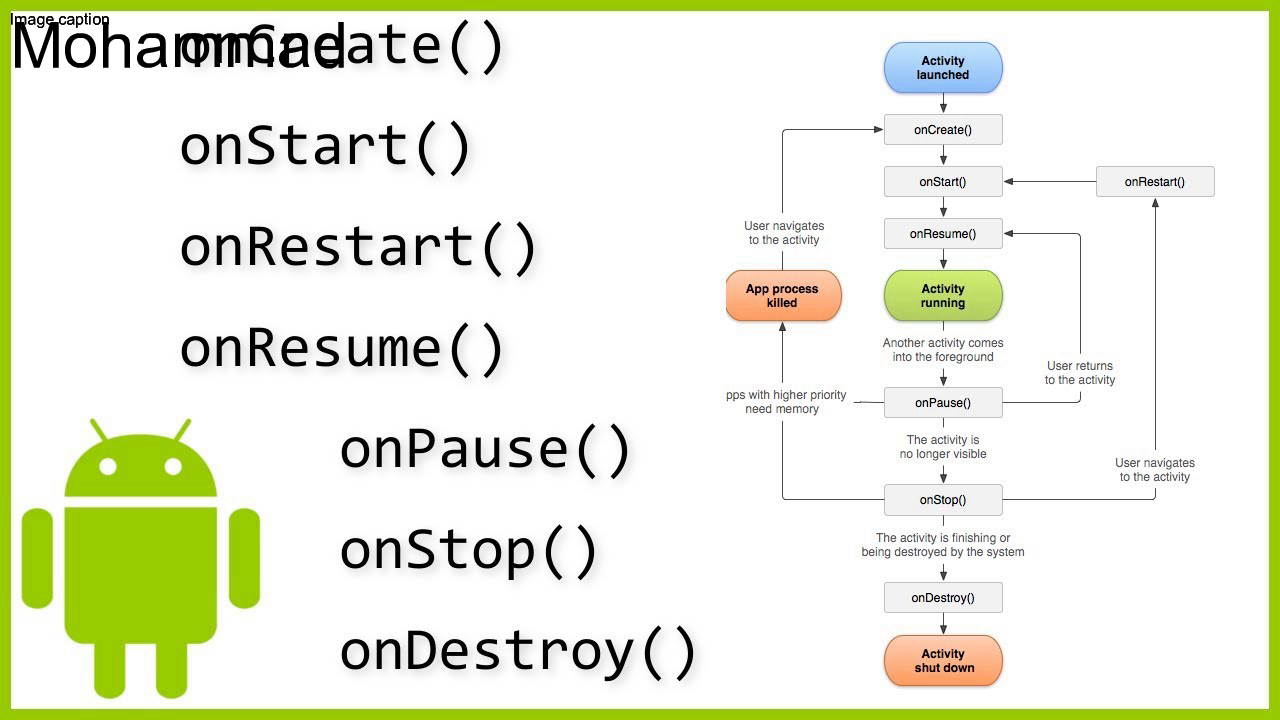 Image caption
Mohammad
onCreate()
onStart()
onRestart()
onResume()
onPause()
onStop()
onDestroy()
Activity
launched
onCreate()
onStart()
onRestart()
User navigates
to the activity
onResume()
App process
killed
Activity
running
Another activity comes
into the foreground
User returns
to the activity
pps with higher priority
need memory
onPause()
The activity is
no longer visible
User navigates
to the activity
onStop()
The activity is finishing or
being destroyed by the system
onDestroy()
Activity
shut down